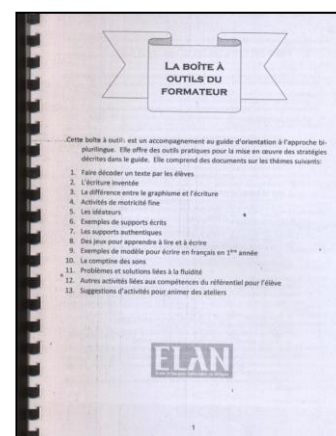 LA BOÎTE À
OUTILS DU
FORMATEUR
Cette boîte à outils est un accompagnement au guide d'orientation à l'approche bi-
plurilingue. Elle offre des outils pratiques pour la mise en œuvre des stratégies
décrites dans le guide. Elle comprend des documents sur les thèmes suivants:
1. Faire décoder un texte par les élèves
2. L'écriture inventée
3. La différence entre le graphisme et l'écriture
4. Activités de motricité fine
5. Les idéateurs
6. Exemples de supports écrits
7. Les supports authentiques
8. Des jeux pour apprendre à lire et à écrire
9. Exemples de modèle pour écrire en français en 1ère année
10. La comptine des sons
11. Problèmes et solutions liées à la fluidité
12. Autres activités liées aux compétences du référentiel pour l'élève
13. Suggestions d'activités pour animer des ateliers
ELAN
1